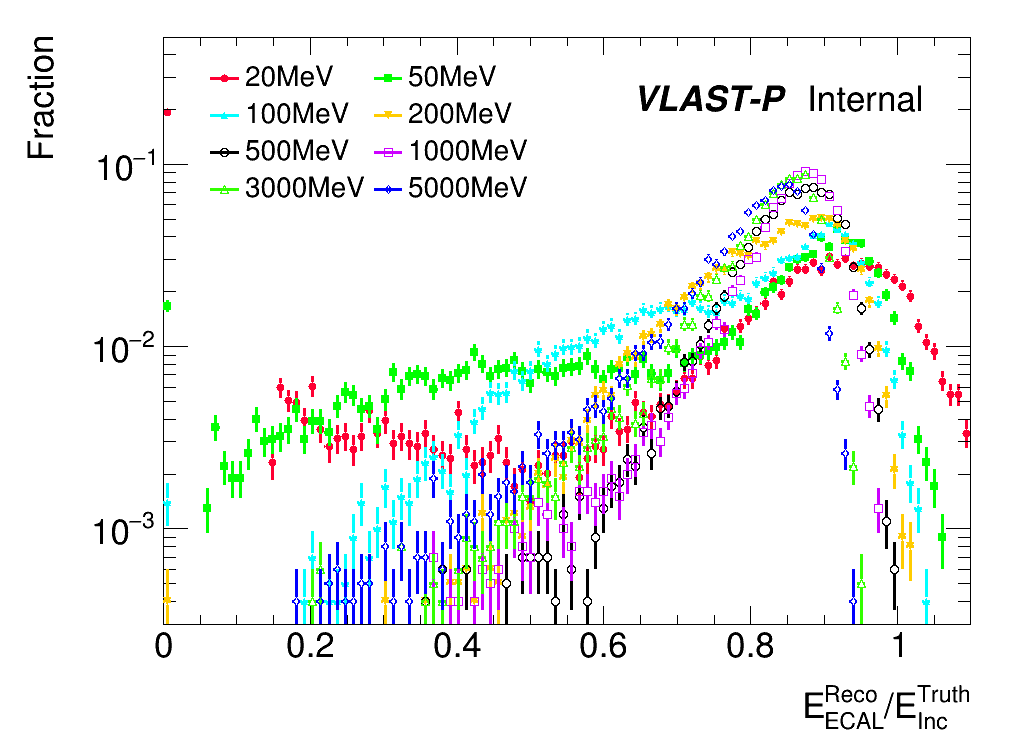 Fraction
20MeV 50MeV
100MeV 200MeV
500MeV 1000MeV
3000MeV 5000MeV
VLAST-P Internal
10⁻¹
10⁻²
10⁻³
0 0.2 0.4 0.6 0.8 1
E^Reco_ECAL/E^Truth_Inc